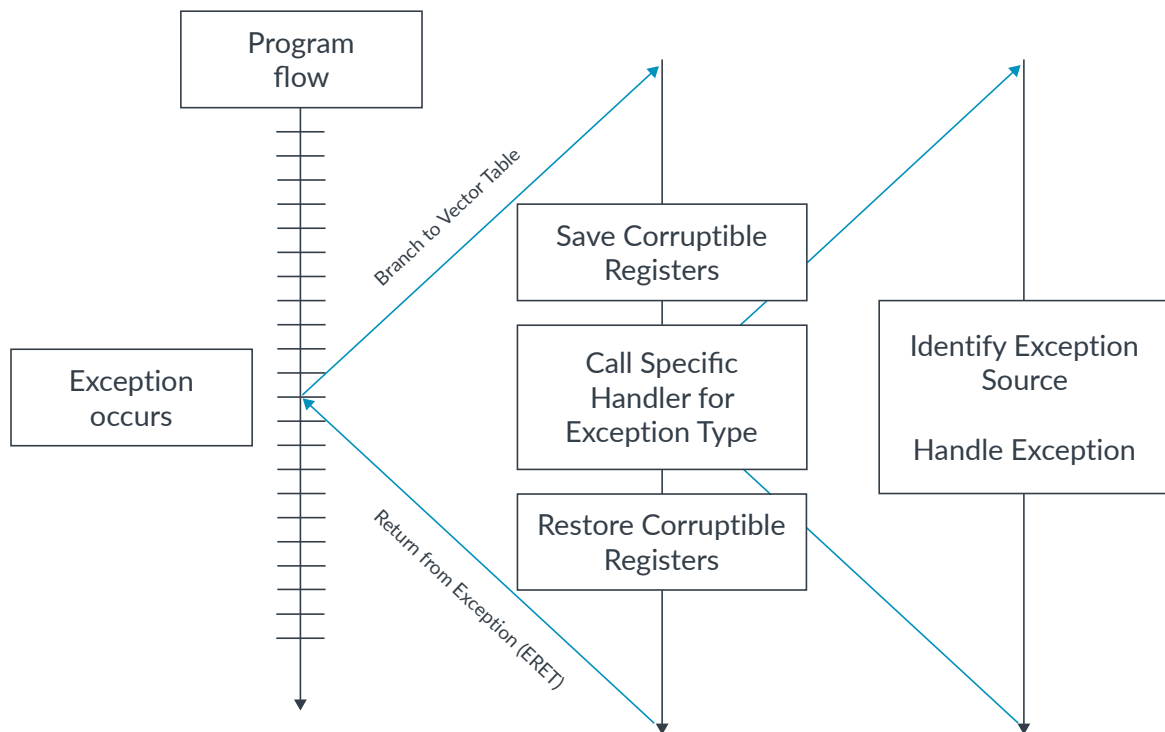 Program
flow
Branch to Vector Table
Save Corruptible
Registers
Exception
occurs
Call Specific
Handler for
Exception Type
Identify Exception
Source
Handle Exception
Restore Corruptible
Registers
Return from Exception (ERET)